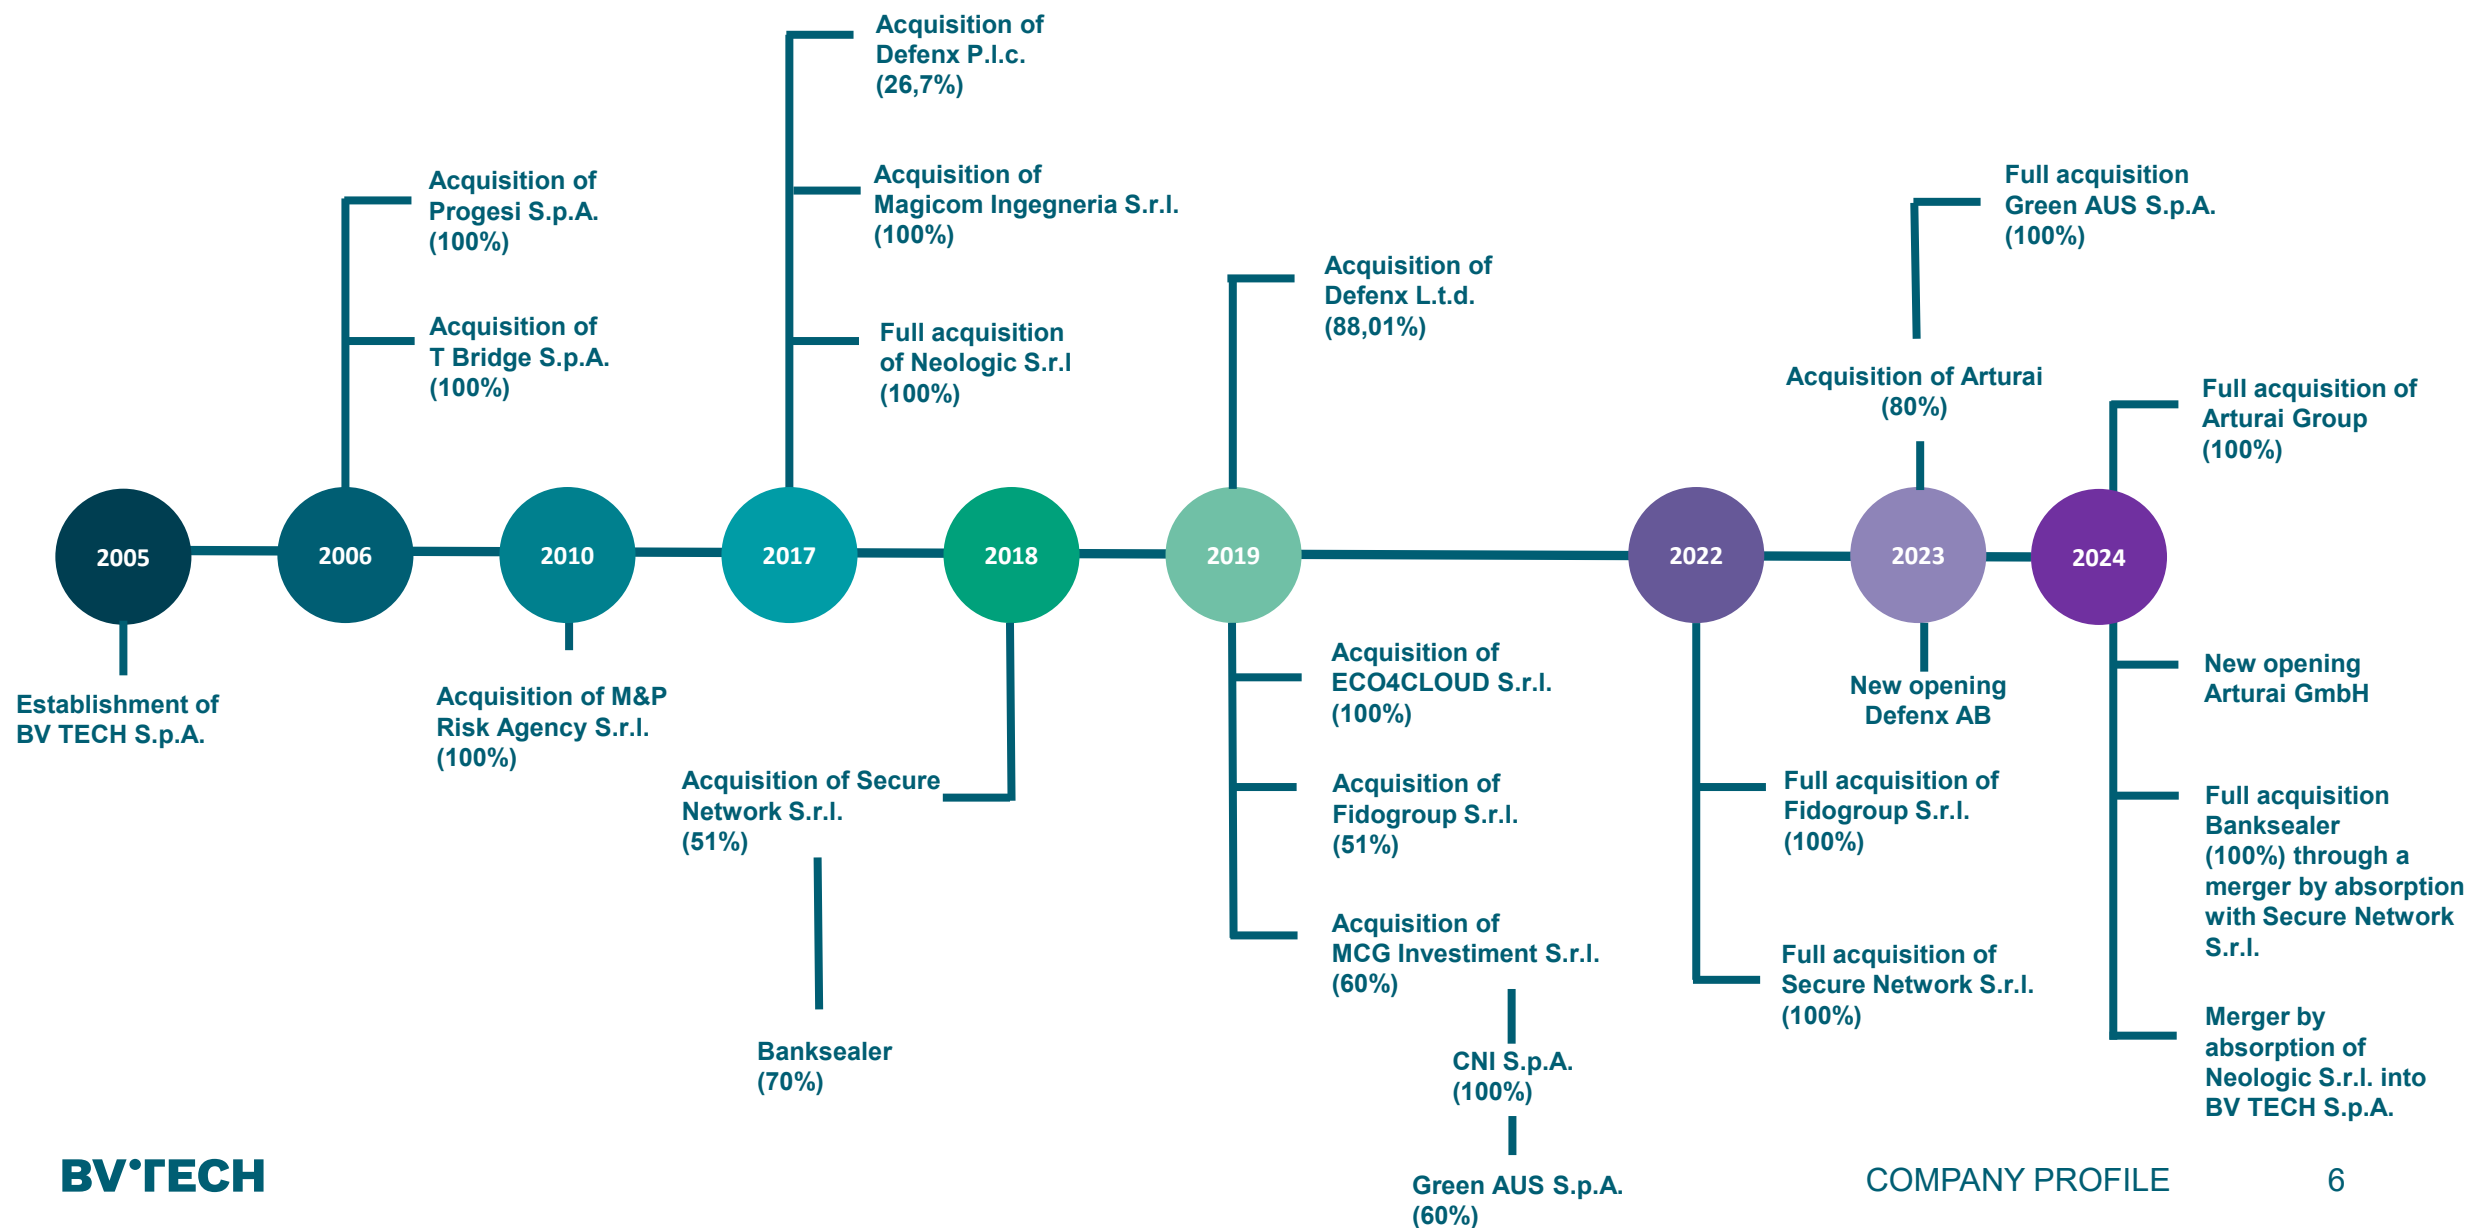 Acquisition of
Defenx P.l.c.
(26,7%)
Acquisition of
Progesi S.p.A.
(100%)
Acquisition of
Magicom Ingegneria S.r.l.
(100%)
Full acquisition
Green AUS S.p.A.
(100%)
Acquisition of
T Bridge S.p.A.
(100%)
Full acquisition
of Neologic S.r.l
(100%)
Acquisition of
Defenx L.t.d.
(88,01%)
Acquisition of Arturai
(80%)
Full acquisition of
Arturai Group
(100%)
2005
2006
2010
2017
2018
2019
2022
2023
2024
Establishment of
BV TECH S.p.A.
Acquisition of M&P
Risk Agency S.r.l.
(100%)
Acquisition of Secure
Network S.r.l.
(51%)
Banksealer
(70%)
Acquisition of
ECO4CLOUD S.r.l.
(100%)
Acquisition of
Fidogroup S.r.l.
(51%)
Acquisition of
MCG Investiment S.r.l.
(60%)
CNI S.p.A.
(100%)
Green AUS S.p.A.
(60%)
Full acquisition of
Fidogroup S.r.l.
(100%)
Full acquisition of
Secure Network S.r.l.
(100%)
New opening
Defenx AB
New opening
Arturai GmbH
Full acquisition
Banksealer
(100%) through a
merger by absorption
with Secure Network
S.r.l.
Merger by
absorption of
Neologic S.r.l. into
BV TECH S.p.A.
BV•TECH
COMPANY PROFILE
6